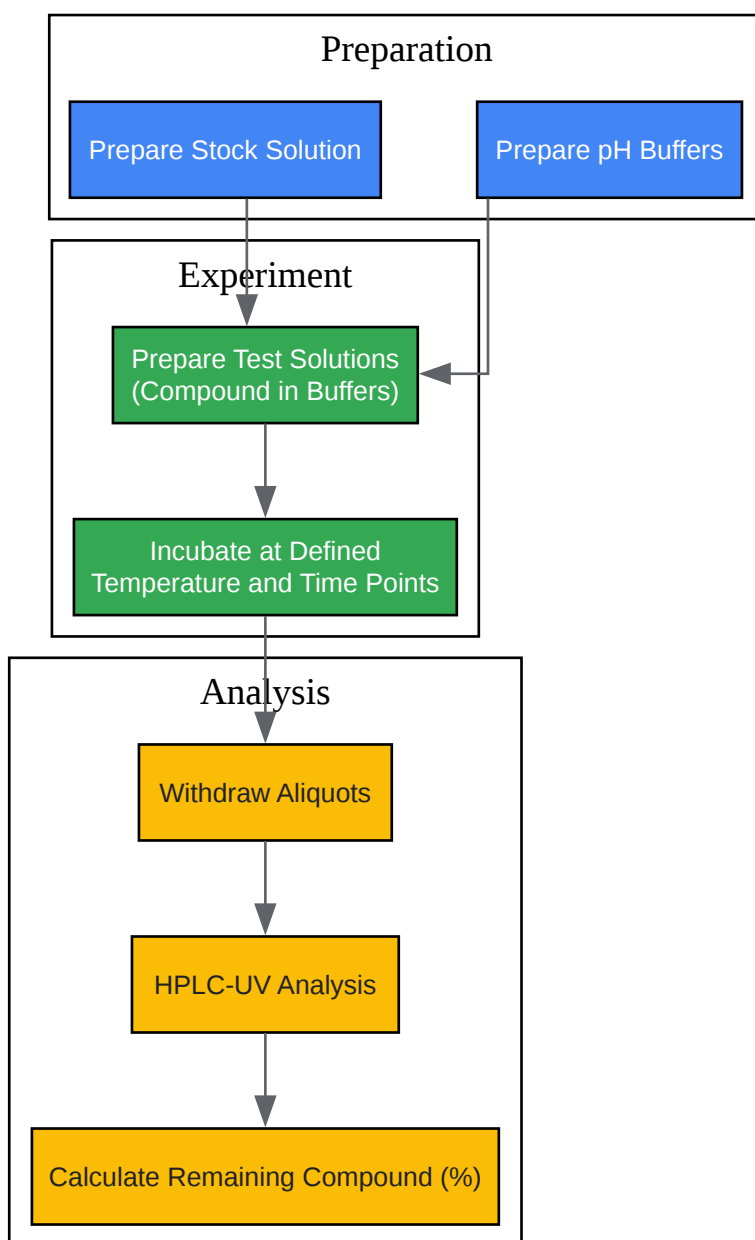 Preparation
Prepare Stock Solution
Prepare pH Buffers
Experiment
Prepare Test Solutions
(Compound in Buffers)
Incubate at Defined
Temperature and Time Points
Analysis
Withdraw Aliquots
HPLC-UV Analysis
Calculate Remaining Compound (%)